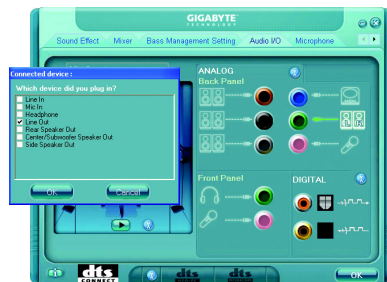 GIGABYTE
TECHNOLOGY
Sound Effect Mixer Bass Management Setting Audio I/O Microphone
Connected device :
Which device did you plug in?
Line In
Mic In
Headphone
Line Out
Rear Speaker Out
Center/Subwoofer Speaker Out
Side Speaker Out
OK
Cancel
ANALOG
Back Panel
Front Panel
DIGITAL
dts
CONNECT
dts
dts
OK